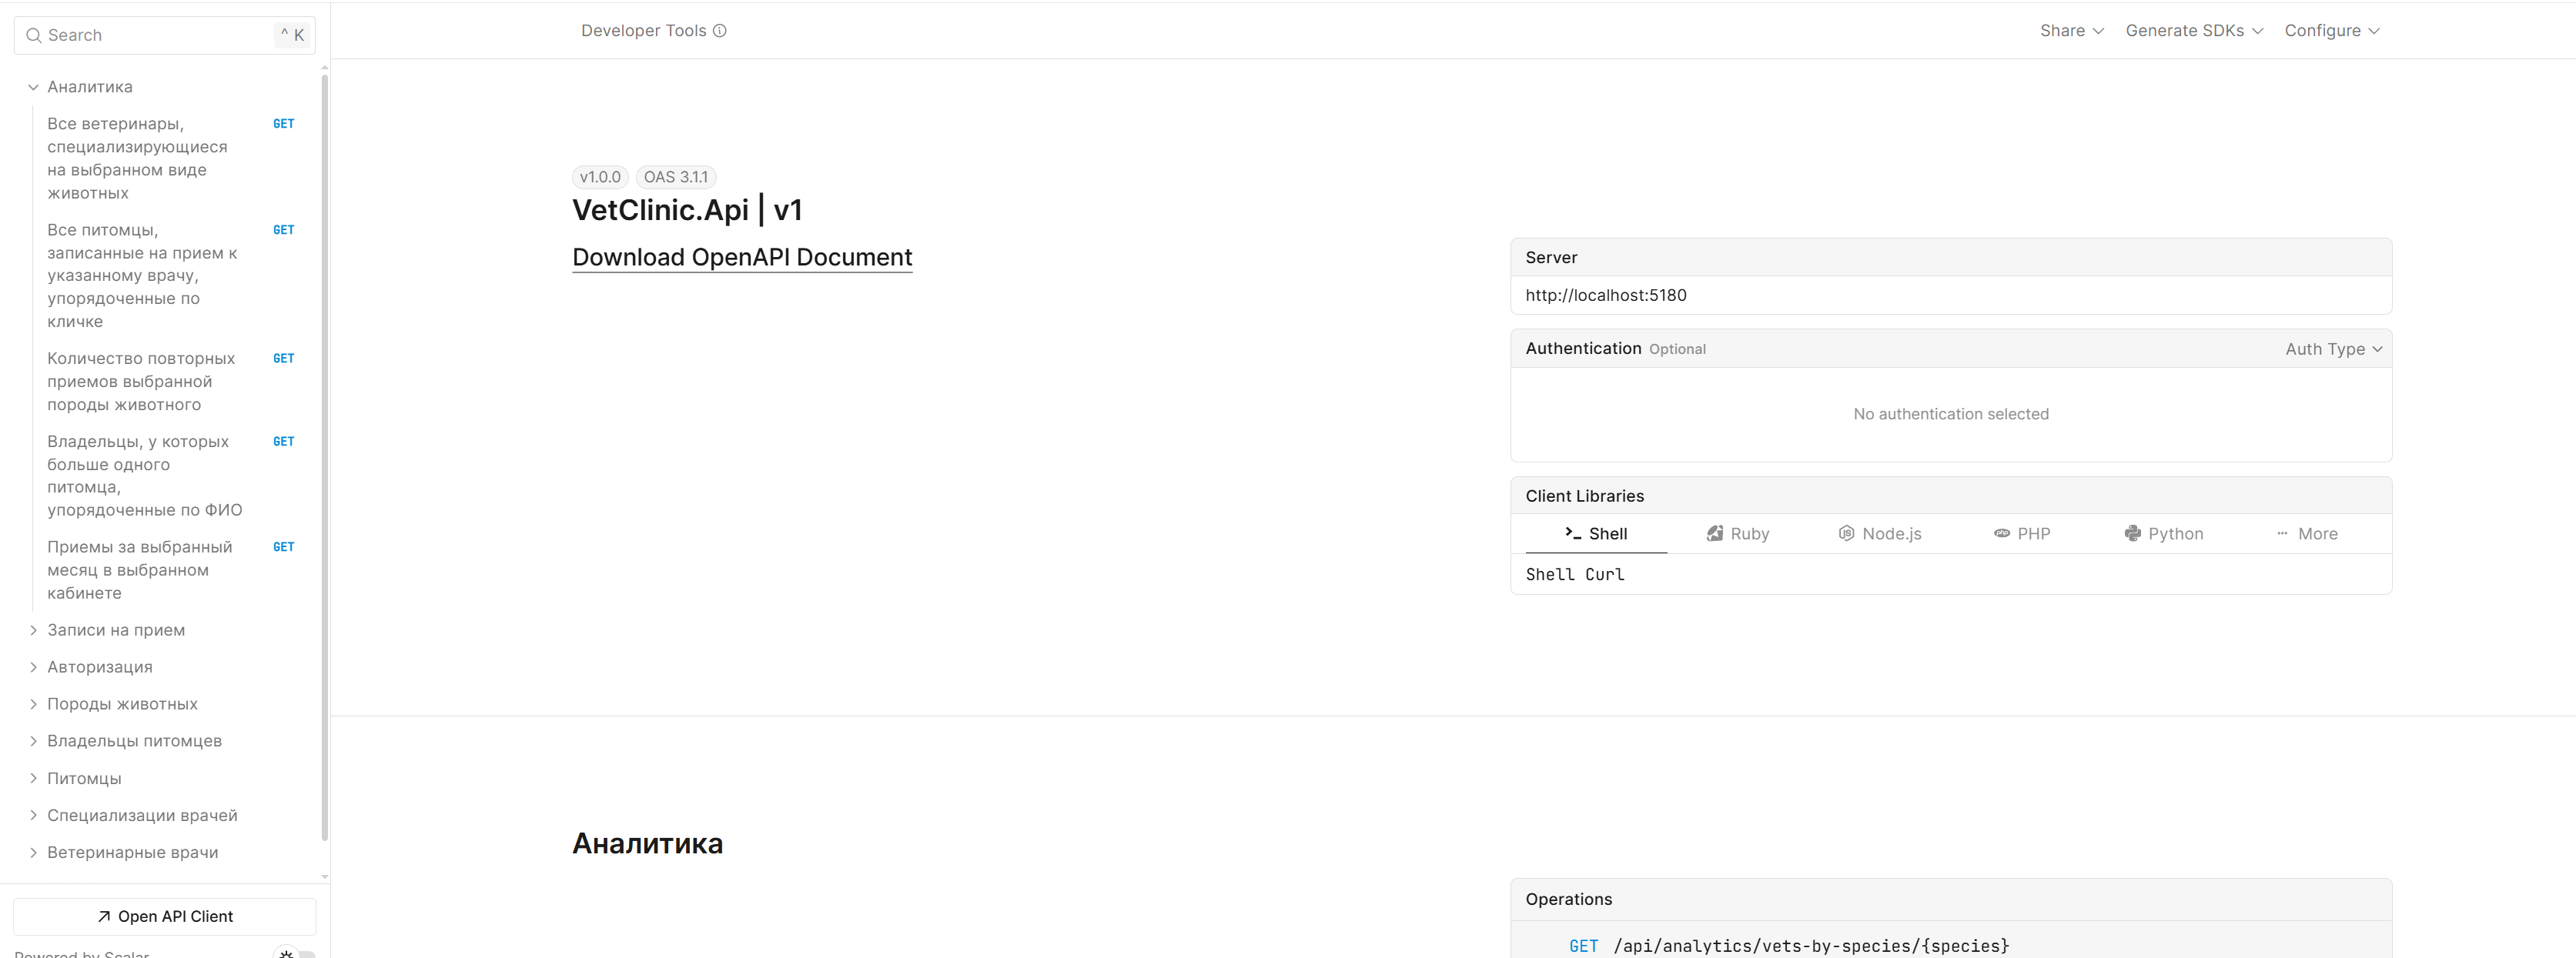 Search
^ K
Аналитика
Все ветеринары,
GET
специализирующиеся
на выбранном виде
животных
Все питомцы,
GET
записанные на прием к
указанному врачу,
упорядоченные по
кличке
Количество повторных
GET
приемов выбранной
породы животного
Владельцы, у которых
GET
больше одного
питомца,
упорядоченные по ФИО
Приемы за выбранный
GET
месяц в выбранном
кабинете
Записи на прием
Авторизация
Породы животных
Владельцы питомцев
Питомцы
Специализации врачей
Ветеринарные врачи
Open API Client
Powered by Scalar
Developer Tools
Share
Generate SDKs
Configure
v1.0.0
OAS 3.1.1
VetClinic.Api | v1
Download OpenAPI Document
Server
http://localhost:5180
Authentication Optional
Auth Type
No authentication selected
Client Libraries
Shell
Ruby
Node.js
PHP
Python
More
Shell Curl
Аналитика
Operations
GET /api/analytics/vets-by-species/{species}